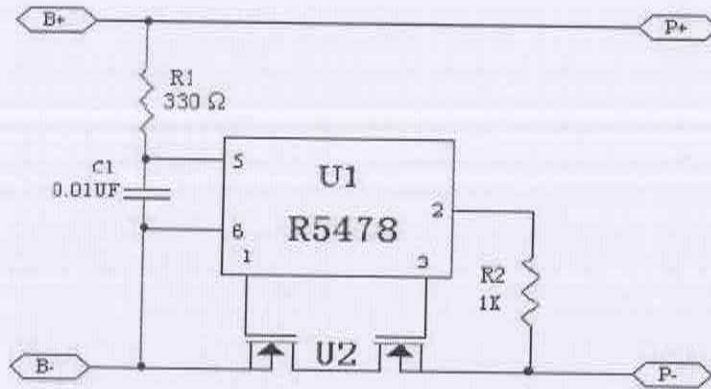 B+
P+
R1
330 Ω
C1
0.01UF
5
U1
2
R5478
6
1
3
R2
1K
U2
B-
P-